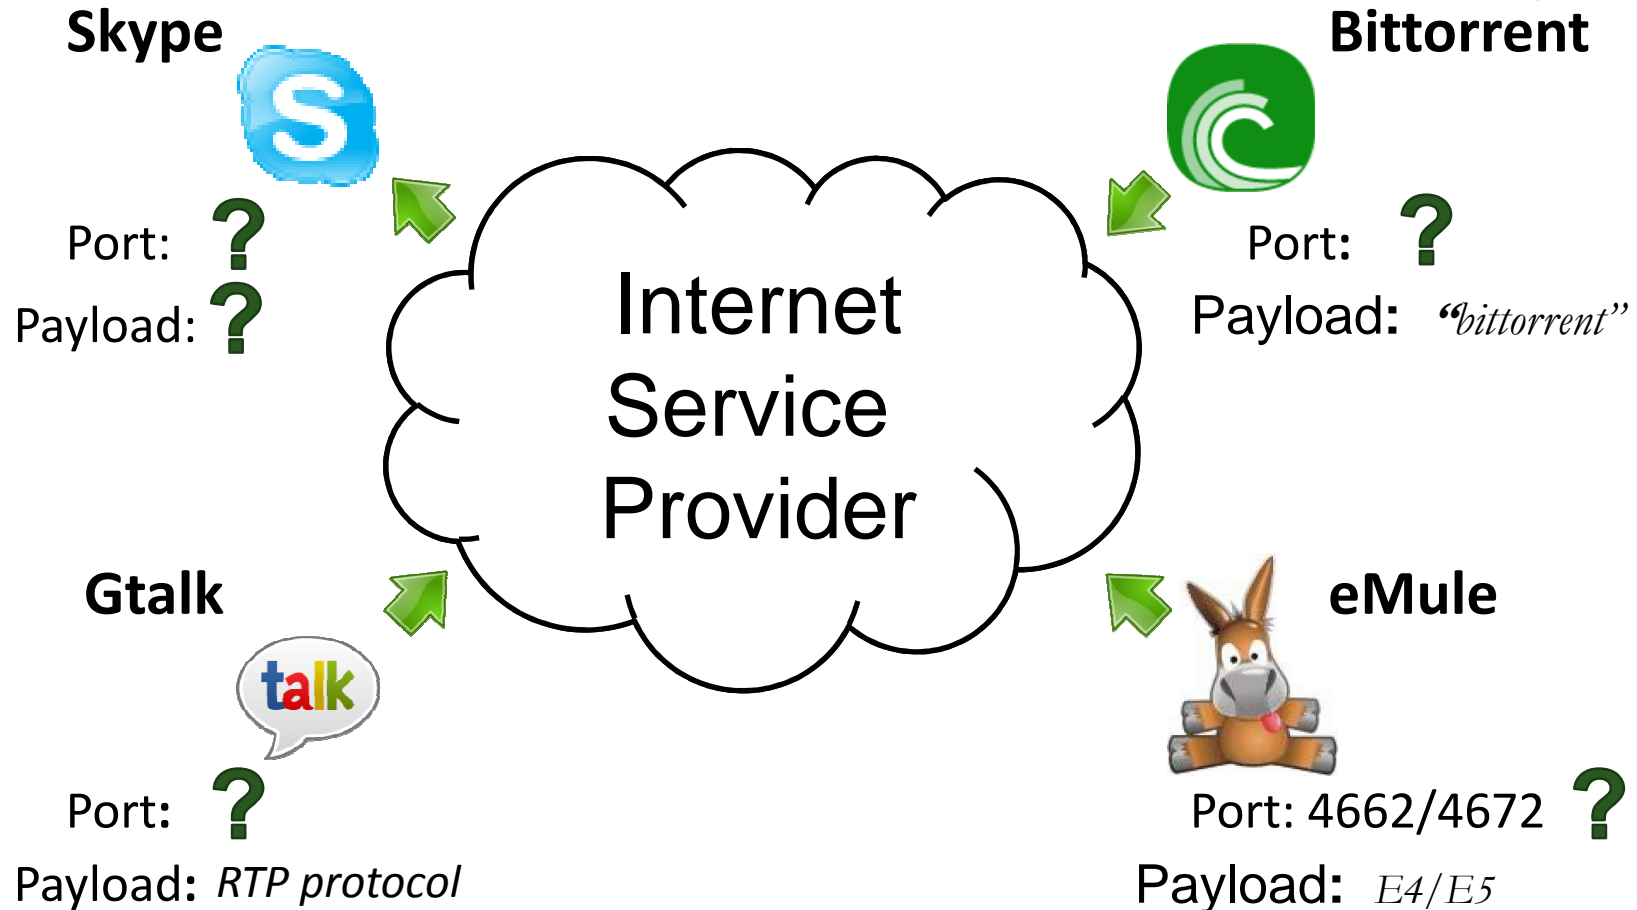 Skype
Bittorrent
Port: ?
Payload: ?
Port: ?
Payload: “bittorrent”
Internet
Service
Provider
Gtalk
talk
eMule
Port: ?
Payload: RTP protocol
Port: 4662/4672 ?
Payload: E4/E5